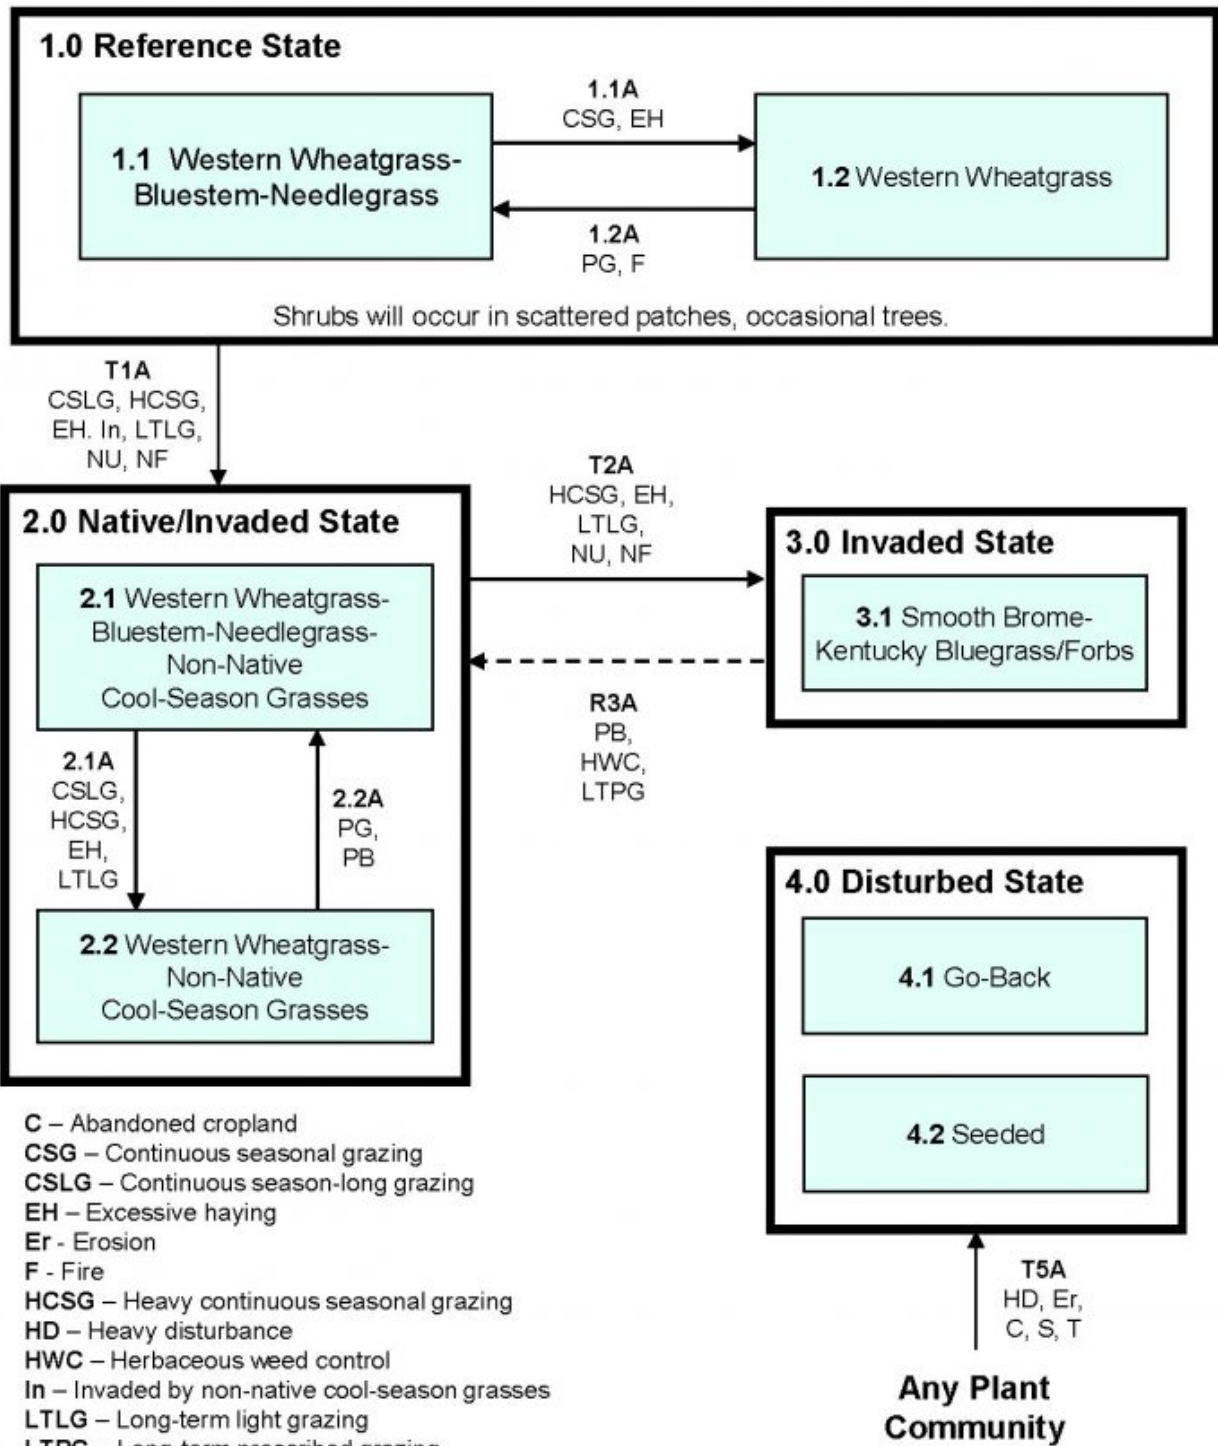 1.0 Reference State
1.1A
CSG, EH
1.1 Western Wheatgrass-
Bluestem-Needlegrass
1.2 Western Wheatgrass
1.2A
PG, F
Shrubs will occur in scattered patches, occasional trees.
T1A
CSLG, HCSG,
EH. In, LTLG,
NU, NF
2.0 Native/Invaded State
2.1 Western Wheatgrass-
Bluestem-Needlegrass-
Non-Native
Cool-Season Grasses
2.1A
CSLG,
HCSG,
EH,
LTLG
2.2A
PG,
PB
2.2 Western Wheatgrass-
Non-Native
Cool-Season Grasses
T2A
HCSG, EH,
LTLG,
NU, NF
R3A
PB,
HWC,
LTPG
3.0 Invaded State
3.1 Smooth Brome-
Kentucky Bluegrass/Forbs
4.0 Disturbed State
4.1 Go-Back
4.2 Seeded
T5A
HD, Er,
C, S, T
Any Plant
Community
C – Abandoned cropland
CSG – Continuous seasonal grazing
CSLG – Continuous season-long grazing
EH – Excessive haying
Er - Erosion
F - Fire
HCSG – Heavy continuous seasonal grazing
HD – Heavy disturbance
HWC – Herbaceous weed control
In – Invaded by non-native cool-season grasses
LTLG – Long-term light grazing
LTPG – Long-term prescribed grazing